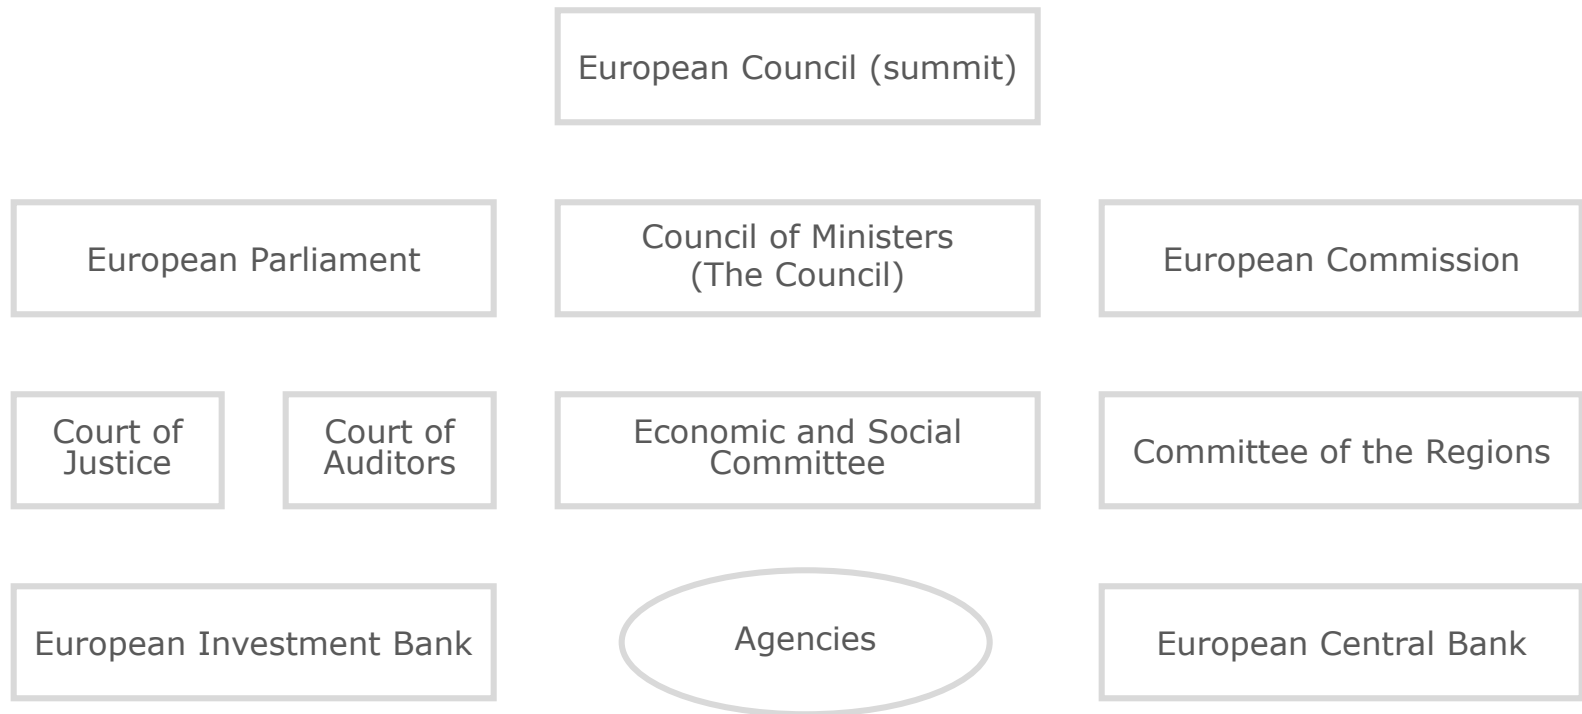 European Council (summit)
European Parliament
Council of Ministers
(The Council)
European Commission
Court of
Justice
Court of
Auditors
Economic and Social
Committee
Committee of the Regions
European Investment Bank
Agencies
European Central Bank